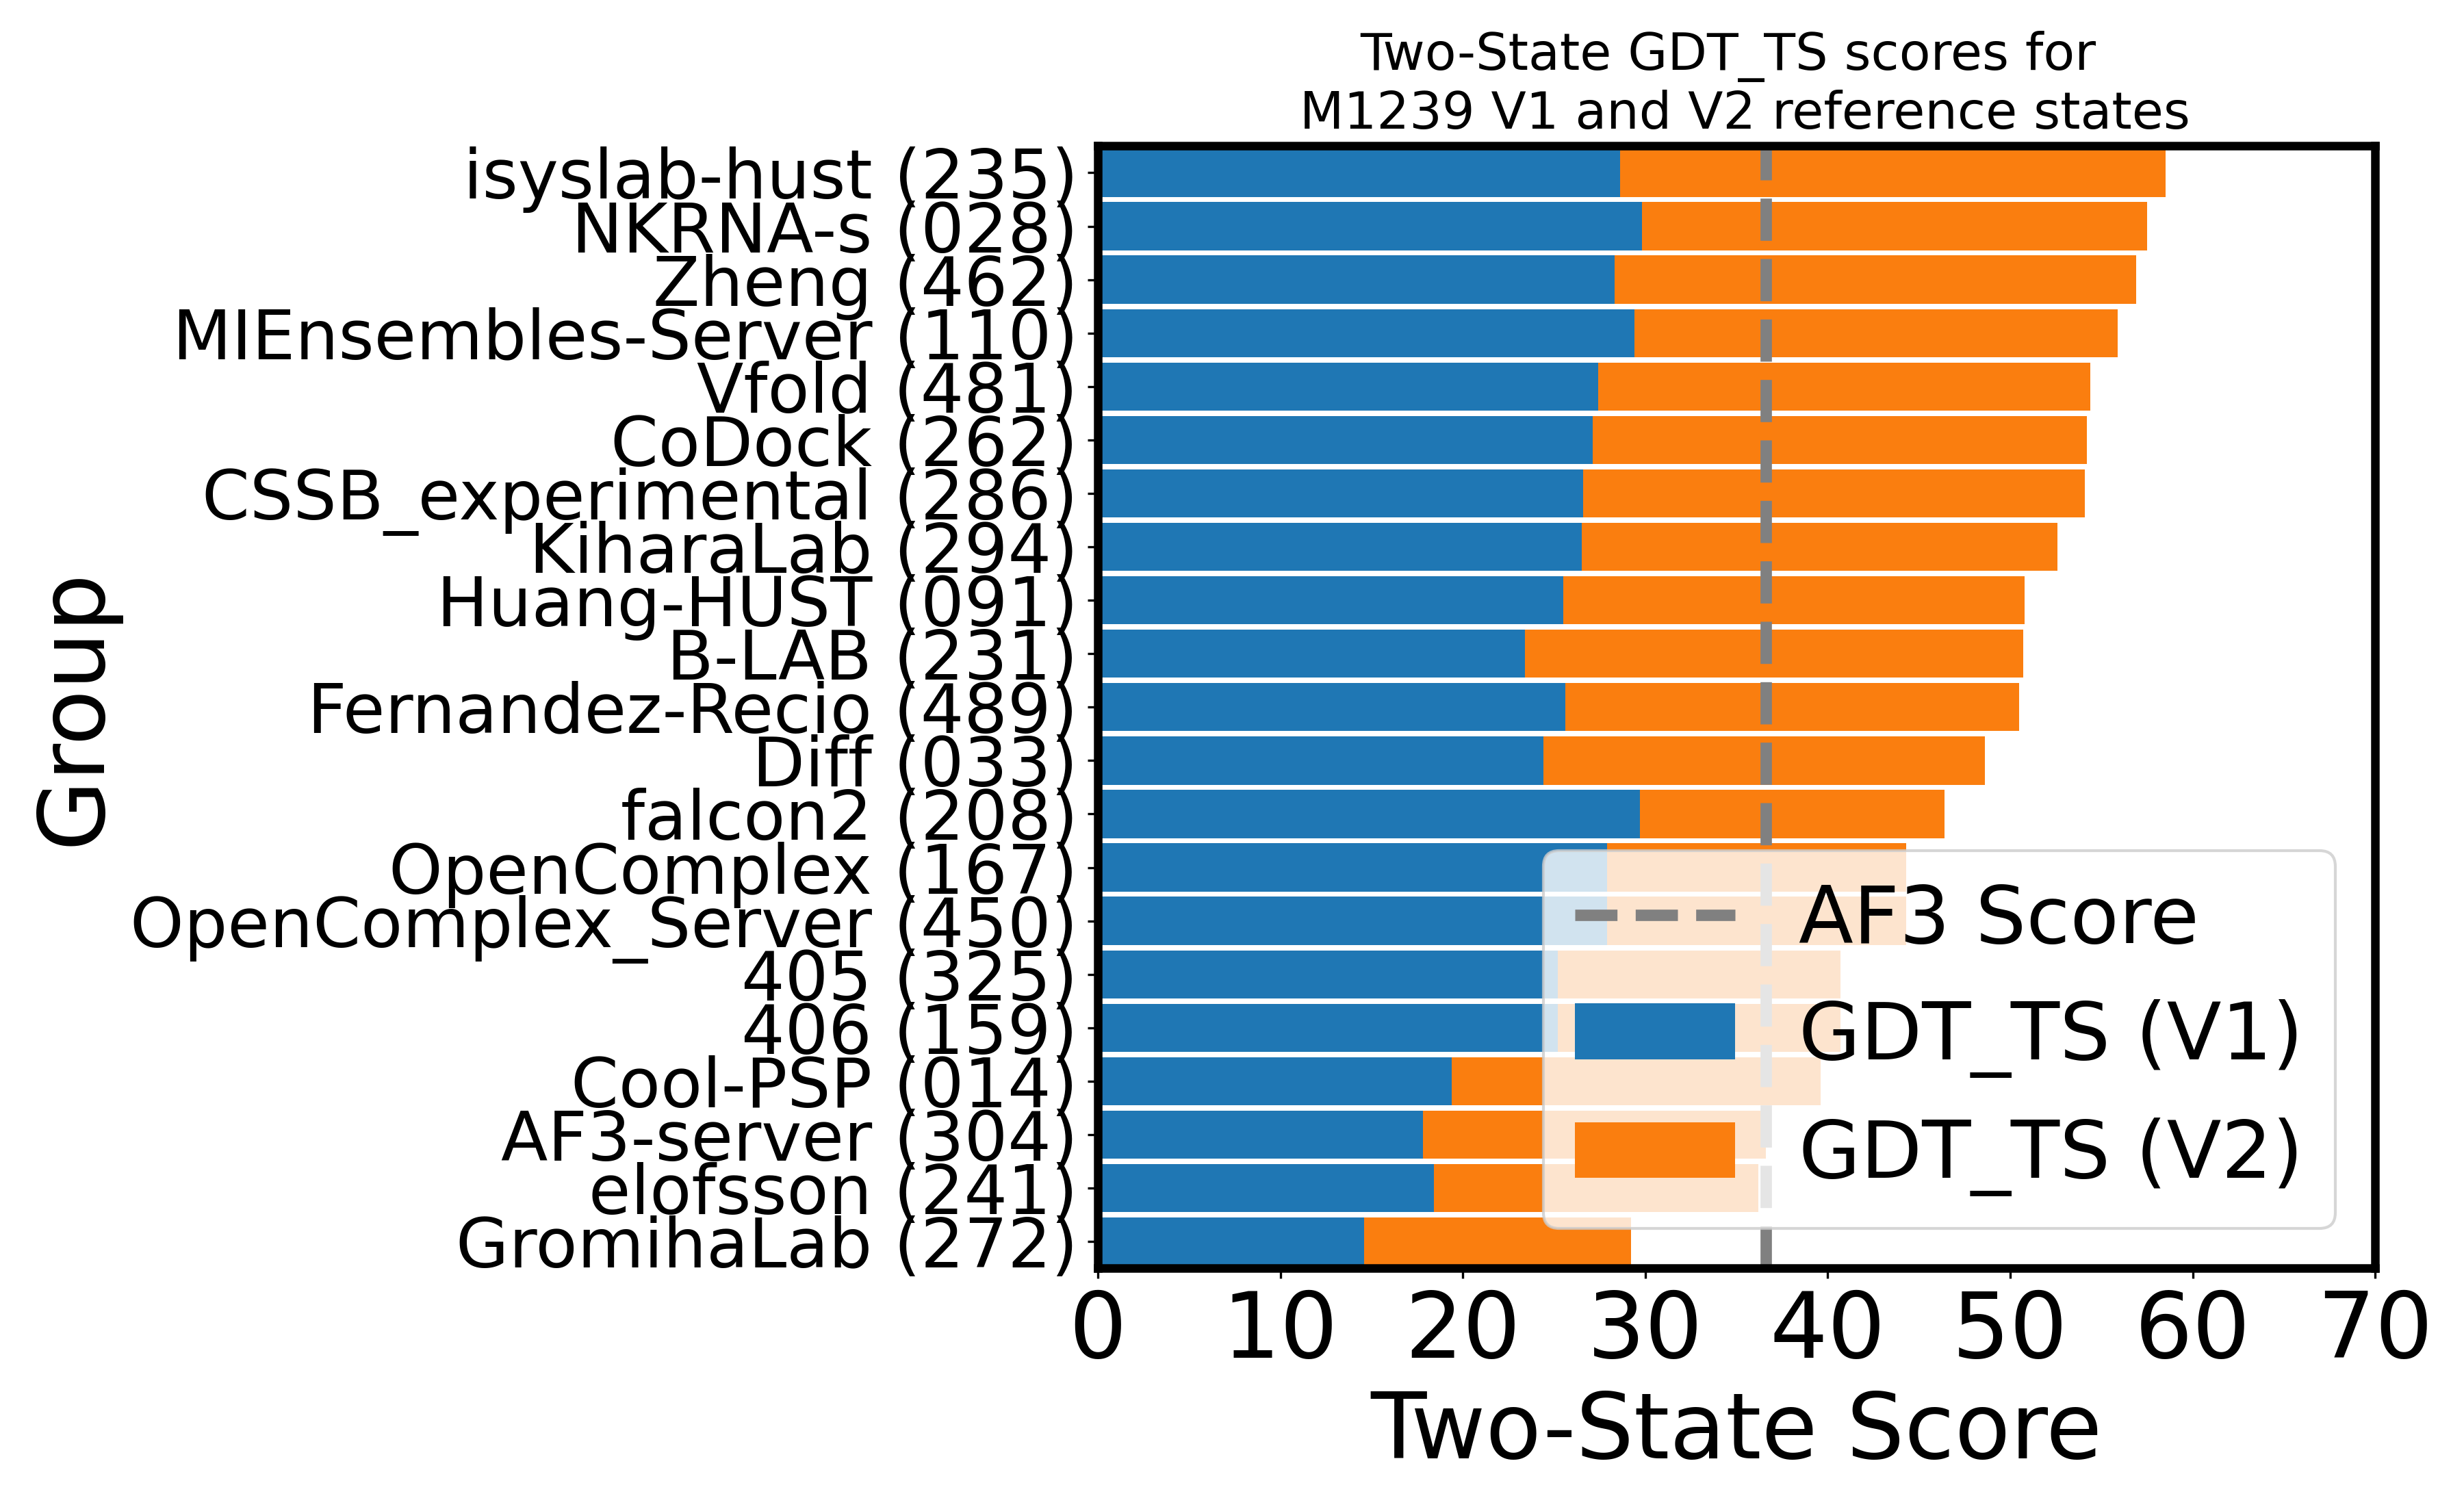 Two-State GDT_TS scores for
M1239 V1 and V2 reference states
Group
isyslab-hust (235)
NKRNA-s (028)
Zheng (462)
MIEnsembles-Server (110)
Vfold (481)
CoDock (262)
CSSB_experimental (286)
KiharaLab (294)
Huang-HUST (091)
B-LAB (231)
Fernandez-Recio (489)
Diff (033)
falcon2 (208)
OpenComplex (167)
OpenComplex_Server (450)
405 (325)
406 (159)
Cool-PSP (014)
AF3-server (304)
elofsson (241)
GromihaLab (272)
AF3 Score
GDT_TS (V1)
GDT_TS (V2)
0 10 20 30 40 50 60 70
Two-State Score